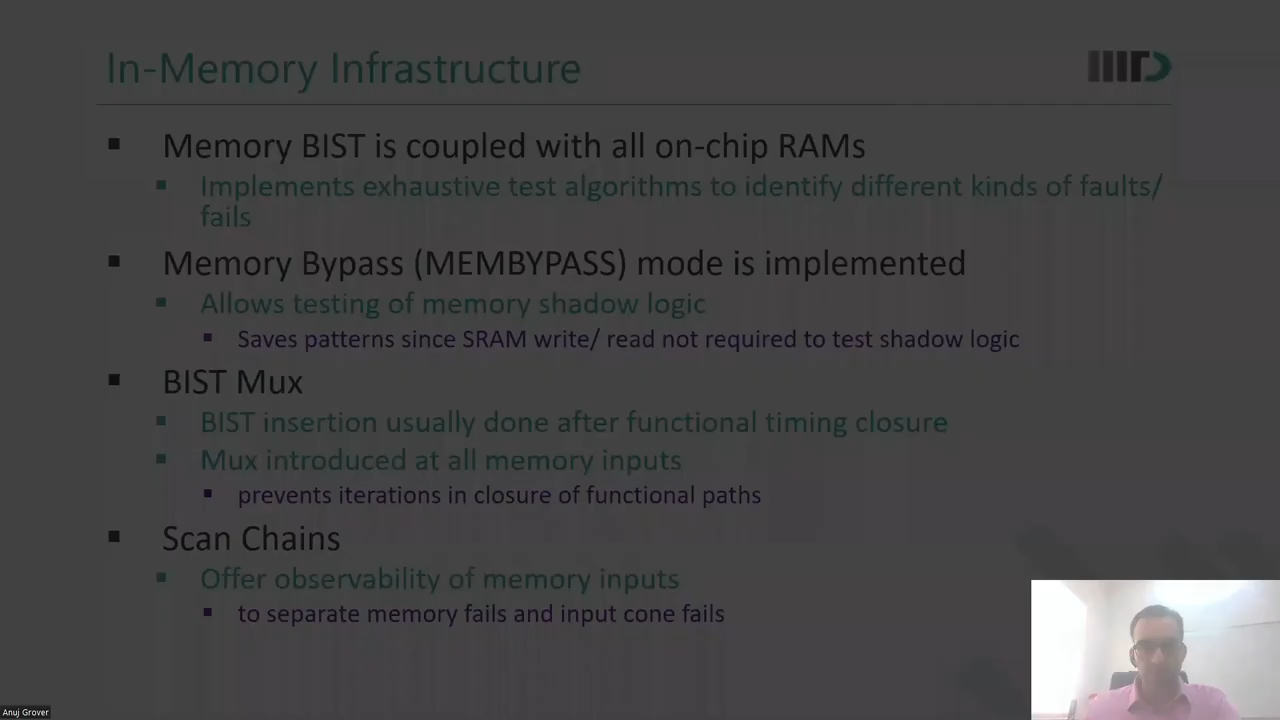 In-Memory Infrastructure
Memory BIST is coupled with all on-chip RAMs
Implements exhaustive test algorithms to identify different kinds of faults/
fails
Memory Bypass (MEMBYPASS) mode is implemented
Allows testing of memory shadow logic
Saves patterns since SRAM write/ read not required to test shadow logic
BIST Mux
BIST insertion usually done after functional timing closure
Mux introduced at all memory inputs
prevents iterations in closure of functional paths
Scan Chains
Offer observability of memory inputs
to separate memory fails and input cone fails
Anuj Grover